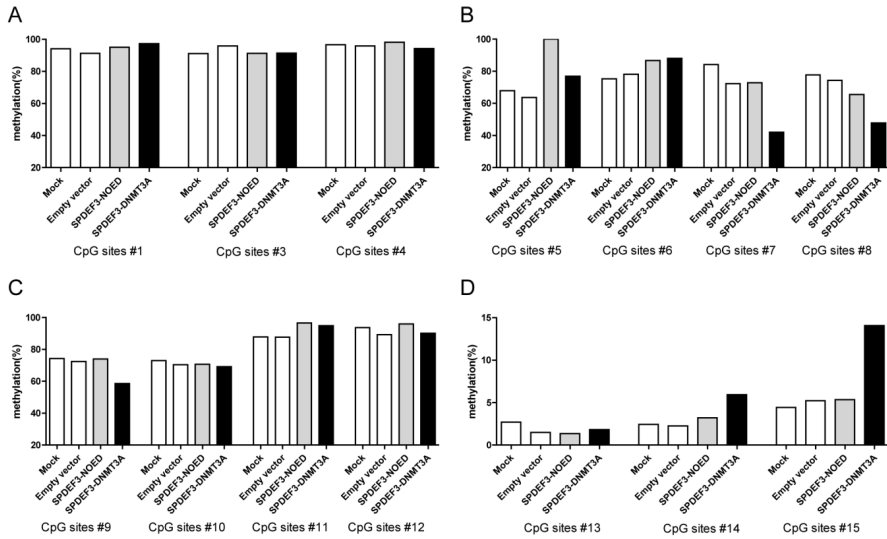 A
methylation(%)
100
80
60
40
20
Mock
Empty vector
SPDEF3-NOED
SPDEF3-DNMT3A
Mock
Empty vector
SPDEF3-NOED
SPDEF3-DNMT3A
Mock
Empty vector
SPDEF3-NOED
SPDEF3-DNMT3A
CpG sites #1
CpG sites #3
CpG sites #4
B
methylation(%)
100
80
60
40
20
Mock
Empty vector
SPDEF3-NOED
SPDEF3-DNMT3A
Mock
Empty vector
SPDEF3-NOED
SPDEF3-DNMT3A
Mock
Empty vector
SPDEF3-NOED
SPDEF3-DNMT3A
Mock
Empty vector
SPDEF3-NOED
SPDEF3-DNMT3A
CpG sites #5
CpG sites #6
CpG sites #7
CpG sites #8
C
methylation(%)
100
80
60
40
20
Mock
Empty vector
SPDEF3-NOED
SPDEF3-DNMT3A
Mock
Empty vector
SPDEF3-NOED
SPDEF3-DNMT3A
Mock
Empty vector
SPDEF3-NOED
SPDEF3-DNMT3A
Mock
Empty vector
SPDEF3-NOED
SPDEF3-DNMT3A
CpG sites #9
CpG sites #10
CpG sites #11
CpG sites #12
D
methylation(%)
15
10
5
0
Mock
Empty vector
SPDEF3-NOED
SPDEF3-DNMT3A
Mock
Empty vector
SPDEF3-NOED
SPDEF3-DNMT3A
Mock
Empty vector
SPDEF3-NOED
SPDEF3-DNMT3A
CpG sites #13
CpG sites #14
CpG sites #15